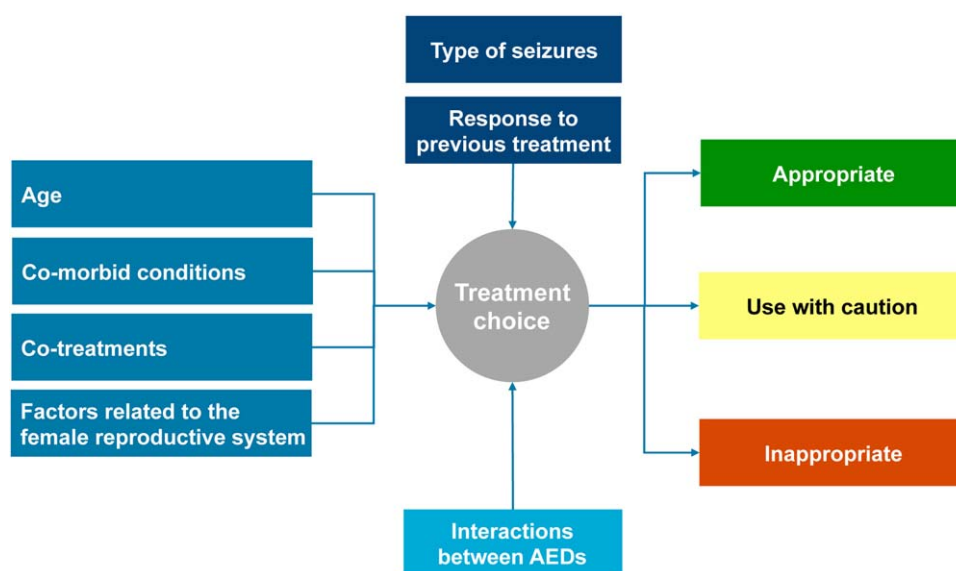 Type of seizures
Response to
previous treatment
Age
Co-morbid conditions
Co-treatments
Factors related to the
female reproductive system
Treatment
choice
Appropriate
Use with caution
Inappropriate
Interactions
between AEDs